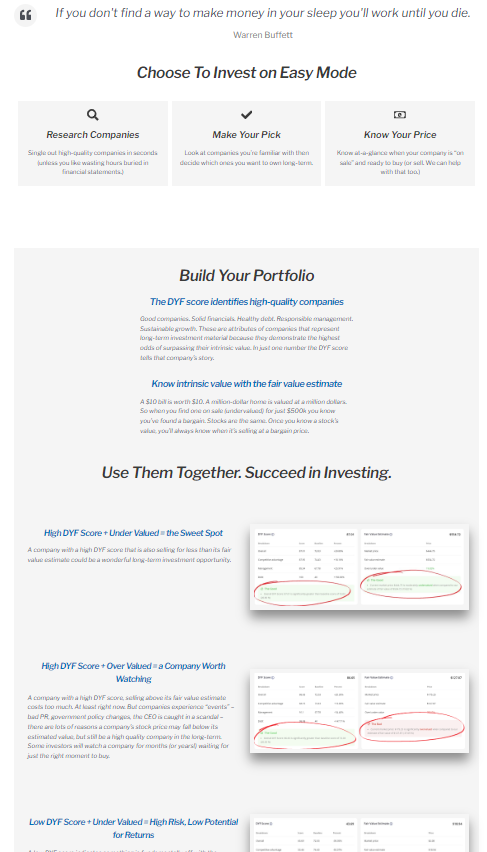 If you don't find a way to make money in your sleep you'll work until you die.
Warren Buffett
Choose To Invest on Easy Mode
Research Companies
Single out high-quality companies in seconds
(unless you like wasting hours buried in
financial statements.)
Make Your Pick
Look at companies you're familiar with then
decide which ones you want to own long-term.
Know Your Price
Know at-a-glance when your company is "on
sale" and ready to buy (or sell. We can help
with that too.)
Build Your Portfolio
The DYF score identifies high-quality companies
Good companies. Solid financials. Healthy debt. Responsible management.
Sustainable growth. These are attributes of companies that represent
long-term investment material because they demonstrate the highest
odds of surpassing their intrinsic value. In just one number the DYF score
tells that company's story.
Know intrinsic value with the fair value estimate
A $10 bill is worth $10. A million-dollar home is valued at a million dollars.
So when you find one on sale (undervalued) for just $500k you know
you've found a bargain. Stocks are the same. Once you know a stock's
value, you'll always know when it's selling at a bargain price.
Use Them Together. Succeed in Investing.
High DYF Score + Under Valued = the Sweet Spot
A company with a high DYF score that is also selling for less than its fair
value estimate could be a wonderful long-term investment opportunity.
High DYF Score + Over Valued = a Company Worth
Watching
A company with a high DYF score, selling above its fair value estimate
costs too much. At least right now. But companies experience "events" –
bad PR, government policy changes, the CEO is caught in a scandal –
there are lots of reasons a company's stock price may fall below its
estimated value, but still be a high quality company in the long-term.
Some investors will watch a company for months (or years) waiting for
just the right moment to buy.
Low DYF Score + Under Valued = High Risk, Low Potential
for Returns